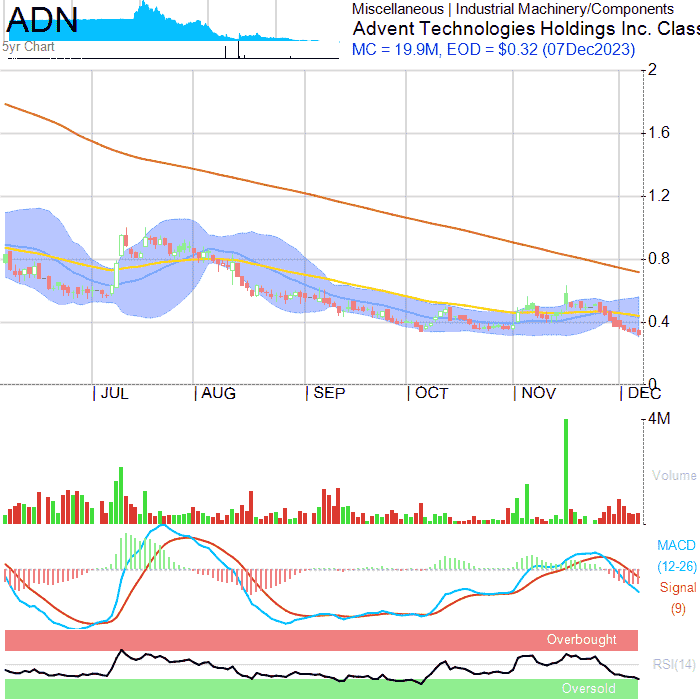 ADN
5yr Chart
Miscellaneous | Industrial Machinery/Components
Advent Technologies Holdings Inc. Class
MC = 19.9M, EOD = $0.32 (07Dec2023)
2
1.6
1.2
0.8
0.4
0
JUL AUG SEP OCT NOV DEC
4M
Volume
MACD
(12-26)
Signal
(9)
Overbought
RSI(14)
Oversold